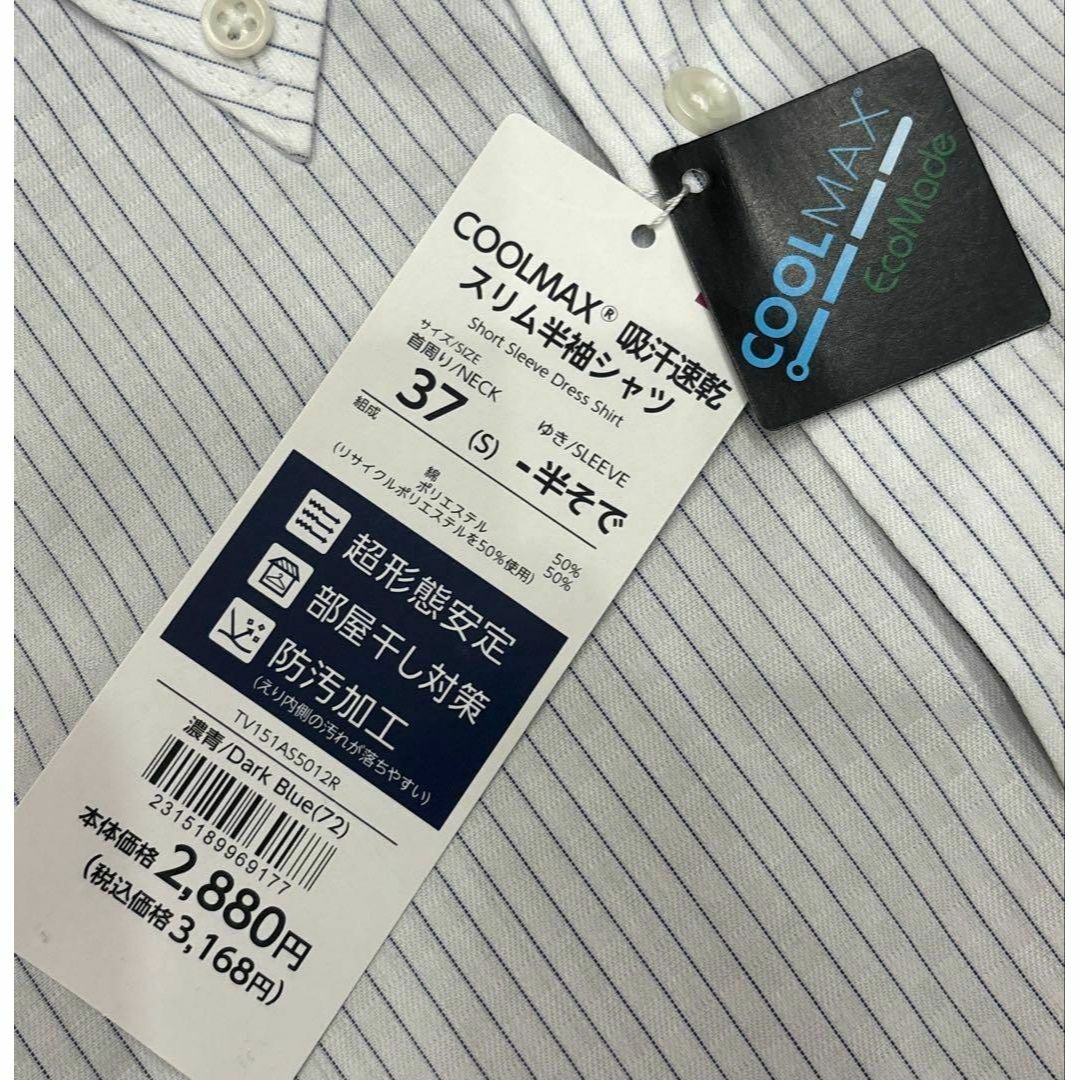 COOLMAX® 吸汗速乾
スリム半袖シャツ
Short Sleeve Dress Shirt
サイズ/SIZE
首周り/NECK
ゆき/SLEEVE
37 (S) - 半そで
組成
綿 50%
ポリエステル 50%
(リサイクルポリエステルを50%使用)
超形態安定
部屋干し対策
防汚加工
(えり内側の汚れが落ちやすい)
TV151AS5012R
濃青/Dark Blue(72)
2315189969177
本体価格 2,880円
(税込価格3,168円)
COOLMAX®
EcoMade